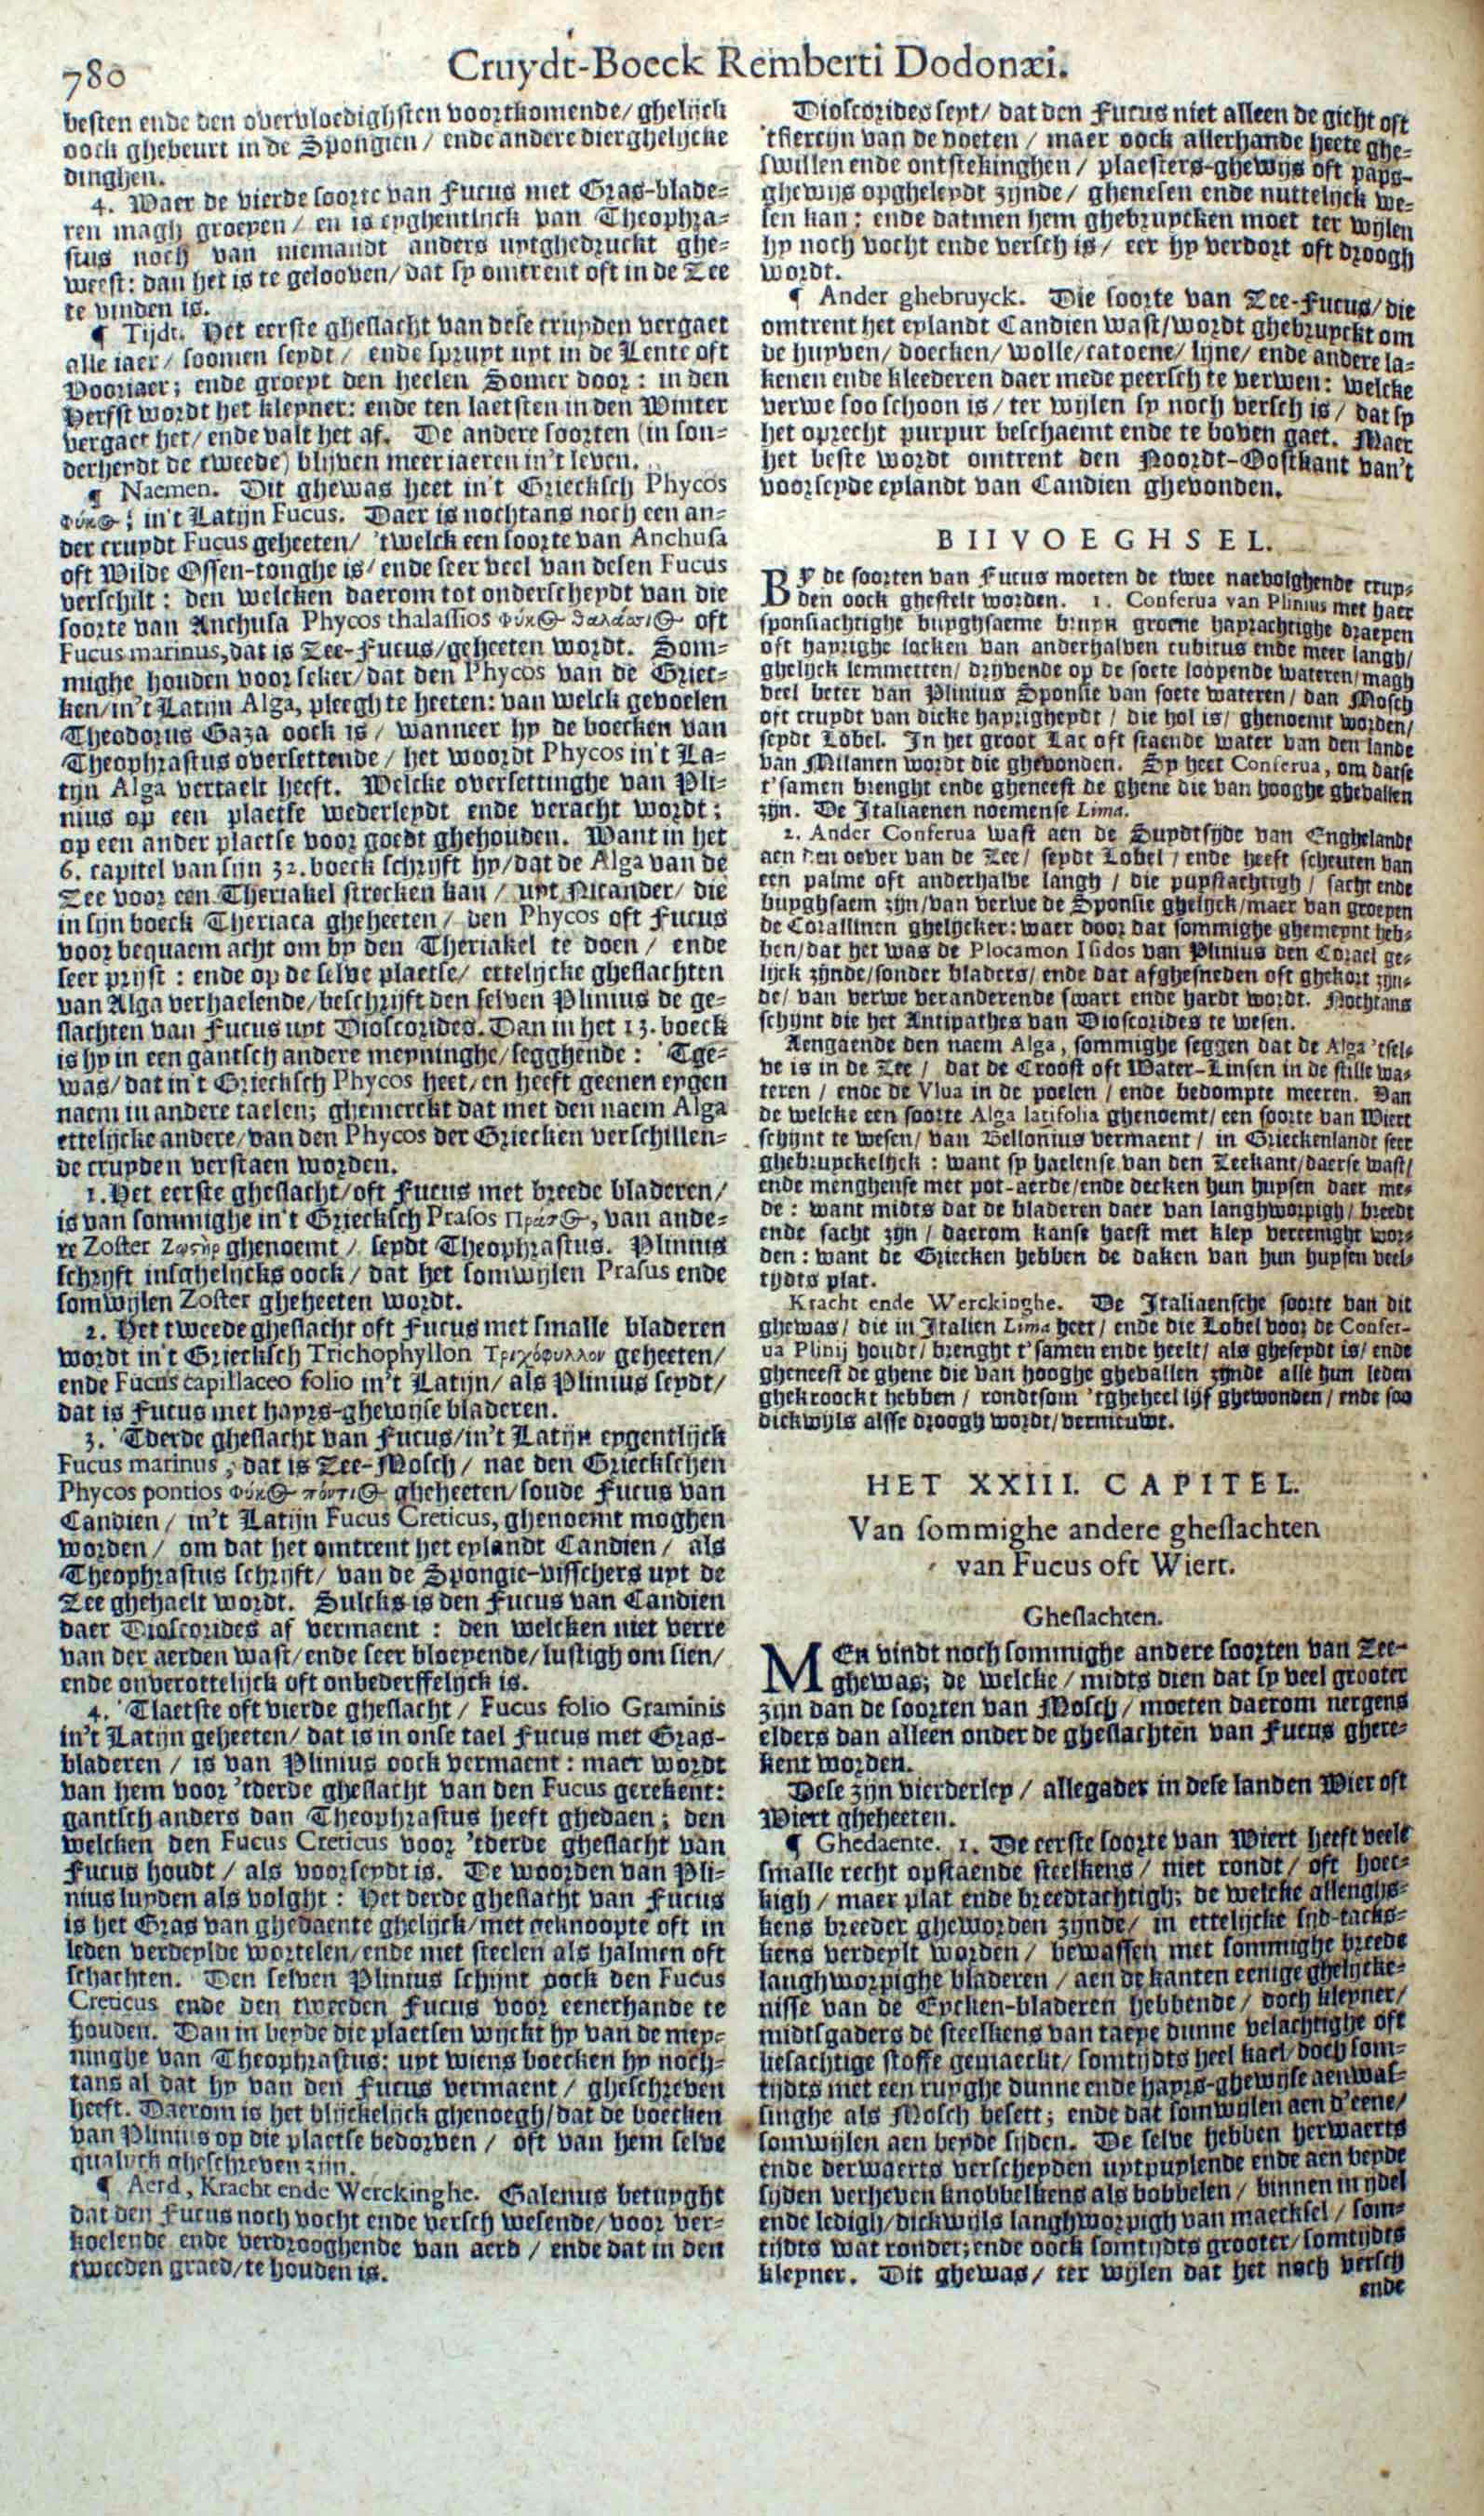 780
Cruydt-Boeck Remberti Dodonæi.
besten ende den overvloedighsten voortkomende/ ghelijck
oock ghebeurt in de Spongien / ende andere dierghelijcke
dinghen.
4. Waer de vierde soorte van Fucus met Gras-blade-
ren magh groeyen/ en is eyghentlijck van Theophra-
stus noch van niemandt anders uytghedruckt ghe-
weest: dan het is te gelooven/ dat sy omtrent oft in de Zee
te vinden is.
¶ Tijdt. Het eerste gheslacht van dese cruyden vergaet
alle iaer/ soomen seydt/ ende spruyt uyt in de Lente oft
Voorjaer; ende groeyt den heelen Somer door: in den
Herfst wordt het kleyner: ende ten laetsten in den Winter
vergaet het/ ende valt het af. De andere soorten (in son-
derheydt de tweede) blijven meer iaeren in't leven.
¶ Naemen. Dit ghewas heet in't Griecksch Phycos
Φῦκος; in't Latijn Fucus. Daer is nochtans noch een an-
der cruydt Fucus geheeten/ 'twelck een soorte van Anchusa
oft Wilde Ossen-tonghe is/ ende seer veel van desen Fucus
verschilt: den welcken daerom tot onderscheydt van die
soorte van Anchusa Phycos thalassios Φῦκος θαλάσσιος oft
Fucus marinus, dat is Zee-Fucus/ geheeten wordt. Som-
mighe houden voor seker/ dat den Phycos van de Griec-
ken/ in't Latijn Alga, pleegh te heeten: van welck gevoelen
Theodorus Gaza oock is/ wanneer hy de boecken van
Theophrastus oversettende/ het woordt Phycos in't La-
tijn Alga vertaelt heeft. Welcke oversettinghe van Pli-
nius op een plaetse wederleydt ende veracht wordt;
op een ander plaetse voor goedt ghehouden. Want in het
6. capitel van sijn 32. boeck schrijft hy/ dat de Alga van de
Zee voor een Theriakel strecken kan/ uyt Nicander/ die
in sijn boeck Theriaca gheheeten/ den Phycos oft Fucus
voor bequaem acht om by den Theriakel te doen/ ende
seer prijst: ende op de selve plaetse/ ettelijcke gheslachten
van Alga verhaelende/ beschrijft den selven Plinius de ge-
slachten van Fucus uyt Dioscorides. Dan in het 13. boeck
is hy in een gantsch andere meyninghe/ segghende: 'Tge-
was/ dat in't Griecksch Phycos heet/ en heeft geenen eygen
naem in andere taelen; ghemerckt dat met den naem Alga
ettelijcke andere/ van den Phycos der Griecken verschillen-
de cruyden verstaen worden.
1. Het eerste gheslacht/ oft Fucus met breede bladeren/
is van sommighe in't Griecksch Prasos Πράσος, van ande-
re Zoster Ζωστὴρ ghenoemt/ seydt Theophrastus. Plinius
schrijft insghelijcks oock/ dat het somwijlen Prasus ende
somwijlen Zoster gheheeten wordt.
2. Het tweede gheslacht oft Fucus met smalle bladeren
wordt in't Griecksch Trichophyllon Τριχόφυλλον geheeten/
ende Fucus capillaceo folio in't Latijn/ als Plinius seydt/
dat is Fucus met hayrs-ghewijse bladeren.
3. 'Tderde gheslacht van Fucus/ in't Latijn eygentlijck
Fucus marinus, dat is Zee-Mosch/ nae den Grieckschen
Phycos pontios Φῦκος πόντιος gheheeten/ soude Fucus van
Candien/ in't Latijn Fucus Creticus, ghenoemt moghen
worden/ om dat het omtrent het eylandt Candien/ als
Theophrastus schrijft/ van de Spongie-visschers uyt de
Zee ghehaelt wordt. Sulcks is den Fucus van Candien
daer Dioscorides af vermaent: den welcken niet verre
van der aerden wast/ ende seer bloeyende/ lustigh om sien/
ende onverottelijck oft onbederffelijck is.
4. 'Tlaetste oft vierde gheslacht/ Fucus folio Graminis
in't Latijn geheeten/ dat is in onse tael Fucus met Gras-
bladeren/ is van Plinius oock vermaent: maer wordt
van hem voor 'tderde gheslacht van den Fucus gerekent:
gantsch anders dan Theophrastus heeft ghedaen; den
welcken den Fucus Creticus voor 'tderde gheslacht van
Fucus houdt/ als voorseydt is. De woorden van Pli-
nius luyden als volght: Het derde gheslacht van Fucus
is het Gras van ghedaente ghelijck/ met geknoopte oft in
leden verdeylde wortelen/ ende met steelen als halmen oft
schachten. Den selven Plinius schijnt oock den Fucus
Creticus ende den tweeden Fucus voor eenerhande te
houden. Dan in beyde die plaetsen wijckt hy van de mey-
ninghe van Theophrastus: uyt wiens boecken hy noch-
tans al dat hy van den Fucus vermaent/ gheschreven
heeft. Daerom is het blijckelijck ghenoegh/ dat de boecken
van Plinius op die plaetse bedorven/ oft van hem selve
qualijck gheschreven zijn.
¶ Aerd, Kracht ende Werckinghe. Galenus betuyght
dat den Fucus noch vocht ende versch wesende/ voor ver-
koelende ende verdrooghende van aerd/ ende dat in den
tweeden graed/ te houden is.
Dioscorides seyt/ dat den Fucus niet alleen de gicht oft
'tfiercijn van de voeten/ maer oock allerhande heete ghe-
swillen ende ontstekinghen/ plaesters-ghewijs oft paps-
ghewijs opgheleydt zijnde/ ghenesen ende nuttelijck we-
sen kan: ende datmen hem ghebruycken moet ter wijlen
hy noch vocht ende versch is/ eer hy verdort oft droogh
wordt.
¶ Ander ghebruyck. Die soorte van Zee-Fucus/ die
omtrent het eylandt Candien wast/ wordt ghebruyckt om
de huyven/ doecken/ wolle/ catoene/ lijne/ ende andere la-
kenen ende kleederen daer mede peersch te verwen: welcke
verwe soo schoon is/ ter wijlen sy noch versch is/ dat sy
het oprecht purpur beschaemt ende te boven gaet. Maer
het beste wordt omtrent den Noordt-Oostkant van't
voorseyde eylandt van Candien ghevonden.
BIIVOEGHSEL.
BY de soorten van Fucus moeten de twee naevolghende cruy-
den oock ghestelt worden. 1. Conferua van Plinius met haer
sponsiachtighe buyghsaeme bruyn groene hayrachtighe draeyen
oft hayrighe locken van anderhalven cubitus ende meer langh/
ghelijck lemmetten/ drijvende op de soete loopende wateren/ magh
veel beter van Plinius Sponsie van soete wateren/ dan Mosch
oft cruydt van dicke hayrigheydt/ die hol is/ ghenoemt worden/
seydt Lobel. In het groot Lac oft staende water van den lande
van Milanen wordt die ghevonden. Sy heet Conferua, om datse
t'samen brenght ende gheneest de ghene die van hooghe ghevallen
zijn. De Italiaenen noemense Lima.
2. Ander Conferua wast aen de Suydtsijde van Enghelandt
aen den oever van de Zee/ seydt Lobel/ ende heeft scheuten van
een palme oft anderhalve langh/ die puystachtigh/ sacht ende
buyghsaem zijn/ van verwe de Sponsie ghelijck/ maer van groeyen
de Corallinen ghelijcker: waer door dat sommighe ghemeynt heb-
ben/ dat het was de Plocamon Isidos van Plinius den Corael ge-
lijck zijnde/ sonder bladers/ ende dat afghesneden oft ghekort zijn-
de/ van verwe veranderende swart ende hardt wordt. Nochtans
schijnt die het Antipathes van Dioscorides te wesen.
Aengaende den naem Alga, sommighe seggen dat de Alga 'tsel-
ve is in de Zee/ dat de Croost oft Water-Linsen in de stille wa-
teren/ ende de Vlua in de poelen/ ende bedompte meeren. Van
de welcke een soorte Alga latifolia ghenoemt/ een soorte van Wiert
schijnt te wesen/ van Bellonius vermaent/ in Grieckenlandt seer
ghebruyckelijck: want sy haelense van den Zeekant/ daerse wast/
ende menghense met pot-aerde/ ende decken hun huysen daer me-
de: want midts dat de bladeren daer van langhworpigh/ breedt
ende sacht zijn/ daerom kanse haest met kley vereenight wor-
den: want de Griecken hebben de daken van hun huysen veel-
tijdts plat.
Kracht ende Werckinghe. De Italiaensche soorte van dit
ghewas/ die in Italien Lima heet/ ende die Lobel voor de Confer-
ua Plinij houdt/ brenght t'samen ende heelt/ als gheseydt is/ ende
gheneest de ghene die van hooghe ghevallen zijnde alle hun leden
ghekroockt hebben/ rondtsom 'tgheheel lijf ghewonden/ ende soo
dickwijls alsse droogh wordt/ vernieuwt.
HET XXIII. CAPITEL.
Van sommighe andere gheslachten
van Fucus oft Wiert.
Gheslachten.
MEn vindt noch sommighe andere soorten van Zee-
ghewas; de welcke/ midts dien dat sy veel grooter
zijn dan de soorten van Mosch/ moeten daerom nergens
elders dan alleen onder de gheslachten van Fucus ghere-
kent worden.
Dese zijn vierderley/ allegader in dese landen Wier oft
Wiert gheheeten.
¶ Ghedaente. 1. De eerste soorte van Wiert heeft veele
smalle recht opstaende steelkens/ niet rondt/ oft hoec-
kigh/ maer plat ende breedtachtigh; de welcke allenghs-
kens breeder gheworden zijnde/ in ettelijcke sijd-tacks-
kens verdeylt worden/ bewassen met sommighe breede
langhworpighe bladeren/ aen de kanten eenige ghelijcke-
nisse van de Eycken-bladeren hebbende/ doch kleyner/
midtsgaders de steelkens van taeye dunne velachtighe oft
vesachtige stoffe gemaeckt/ somtijdts heel kael/ doch som-
tijdts met een ruyghe dunne ende hayrs-ghewijse aenwas-
singhe als Mosch beset; ende dat somwijlen aen d'eene/
somwijlen aen beyde sijden. De selve hebben herwaerts
ende derwaerts verscheyden uytpuylende ende aen beyde
sijden verheven knobbelkens als bobbelen/ binnen in ydel
ende ledigh/ dickwijls langhworpigh van maecksel/ som-
tijdts wat ronder; ende oock somtijdts grooter/ somtijdts
kleyner. Dit ghewas/ ter wijlen dat het noch versch
ende